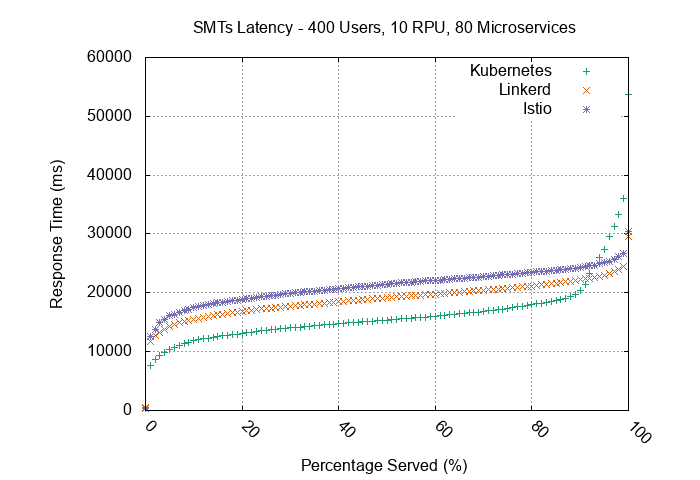 SMTs Latency - 400 Users, 10 RPU, 80 Microservices
60000
50000
40000
30000
20000
10000
0
Response Time (ms)
Kubernetes
Linkerd
Istio
0
20
40
60
80
100
Percentage Served (%)